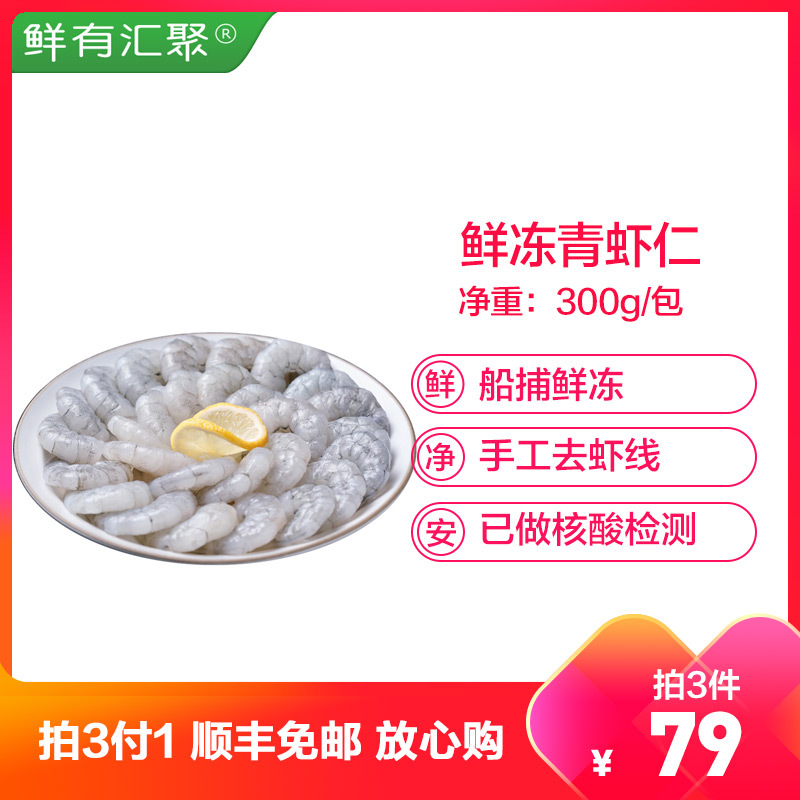 鲜有汇聚®
鲜冻青虾仁
净重：300g/包
鲜 船捕鲜冻
净 手工去虾线
安 已做核酸检测
拍3件
拍3付1 顺丰免邮 放心购
¥ 79